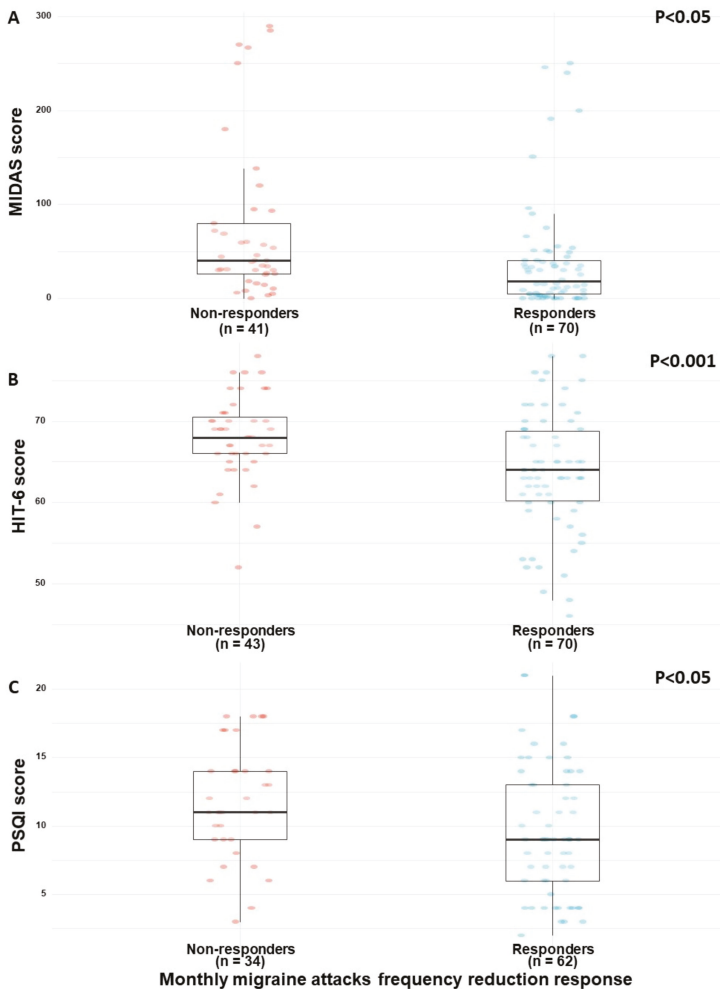 A
P<0.05
300
200
100
0
MIDAS score
Non-responders
(n = 41)
Responders
(n = 70)
B
P<0.001
70
60
50
HIT-6 score
Non-responders
(n = 43)
Responders
(n = 70)
C
P<0.05
20
15
10
5
PSQI score
Non-responders
(n = 34)
Responders
(n = 62)
Monthly migraine attacks frequency reduction response